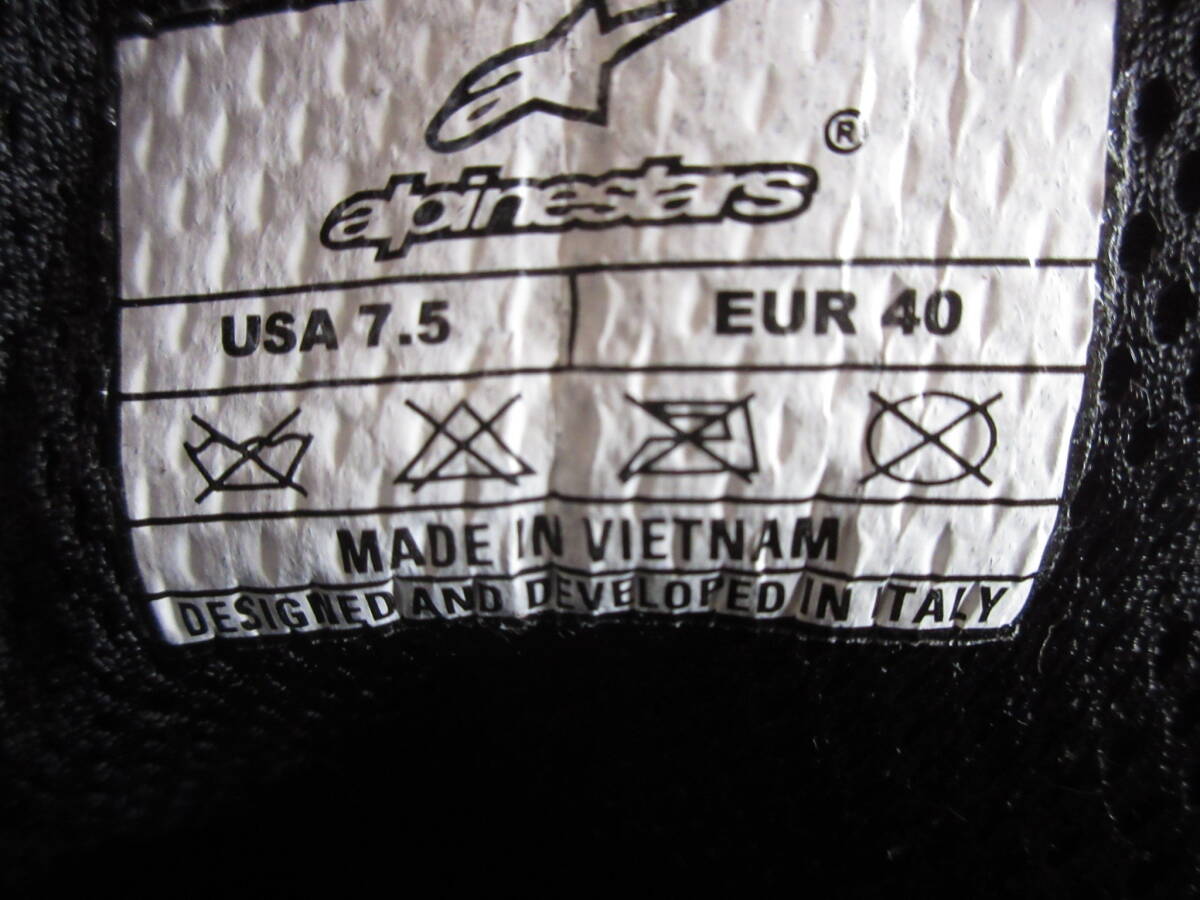 ®
alpinestars
USA 7.5 EUR 40
MADE IN VIETNAM
DESIGNED AND DEVELOPED IN ITALY